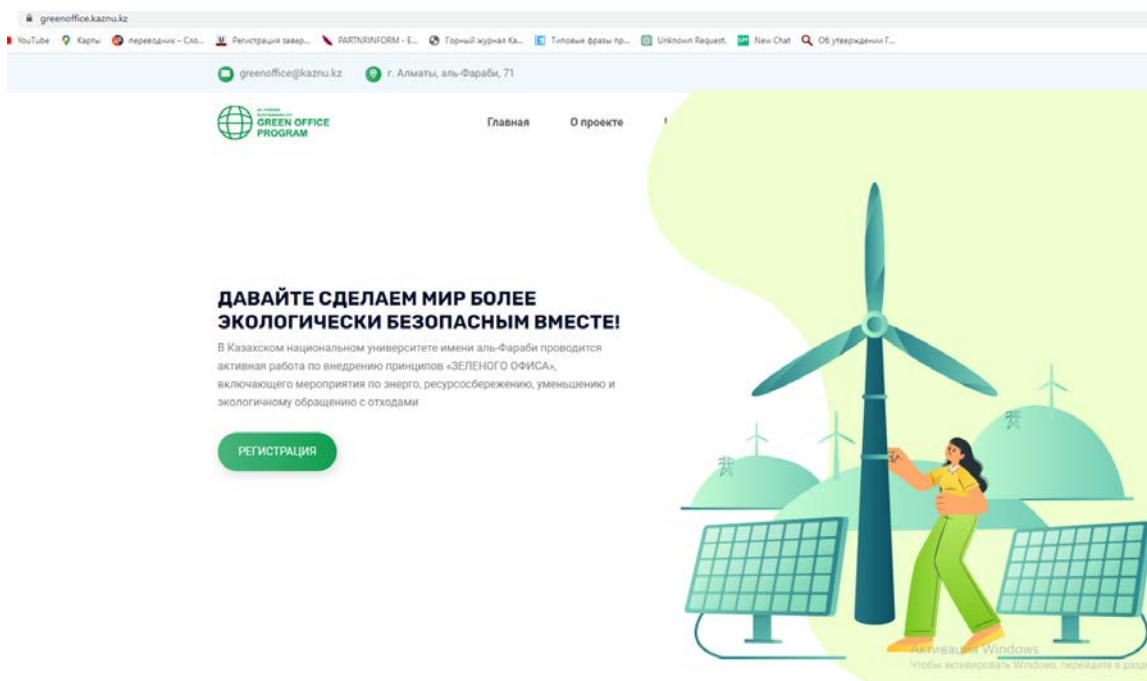 greenoffice.kaznu.kz
YouTube Карты переводчик – Сло... Регистрация завер... PARTNRINFORM - E... Горный журнал Ка... Типовые фразы пр... Unknown Request. New Chat Об утверждении Г...
greenoffice@kaznu.kz г. Алматы, аль-Фараби, 71
AL-FARABI
SUSTAINABILITY
GREEN OFFICE
PROGRAM
Главная О проекте
ДАВАЙТЕ СДЕЛАЕМ МИР БОЛЕЕ
ЭКОЛОГИЧЕСКИ БЕЗОПАСНЫМ ВМЕСТЕ!
В Казахском национальном университете имени аль-Фараби проводится
активная работа по внедрению принципов «ЗЕЛЕНОГО ОФИСА»,
включающего мероприятия по энерго, ресурсосбережению, уменьшению и
экологичному обращению с отходами
РЕГИСТРАЦИЯ
Активация Windows
Чтобы активировать Windows, перейдите в разд